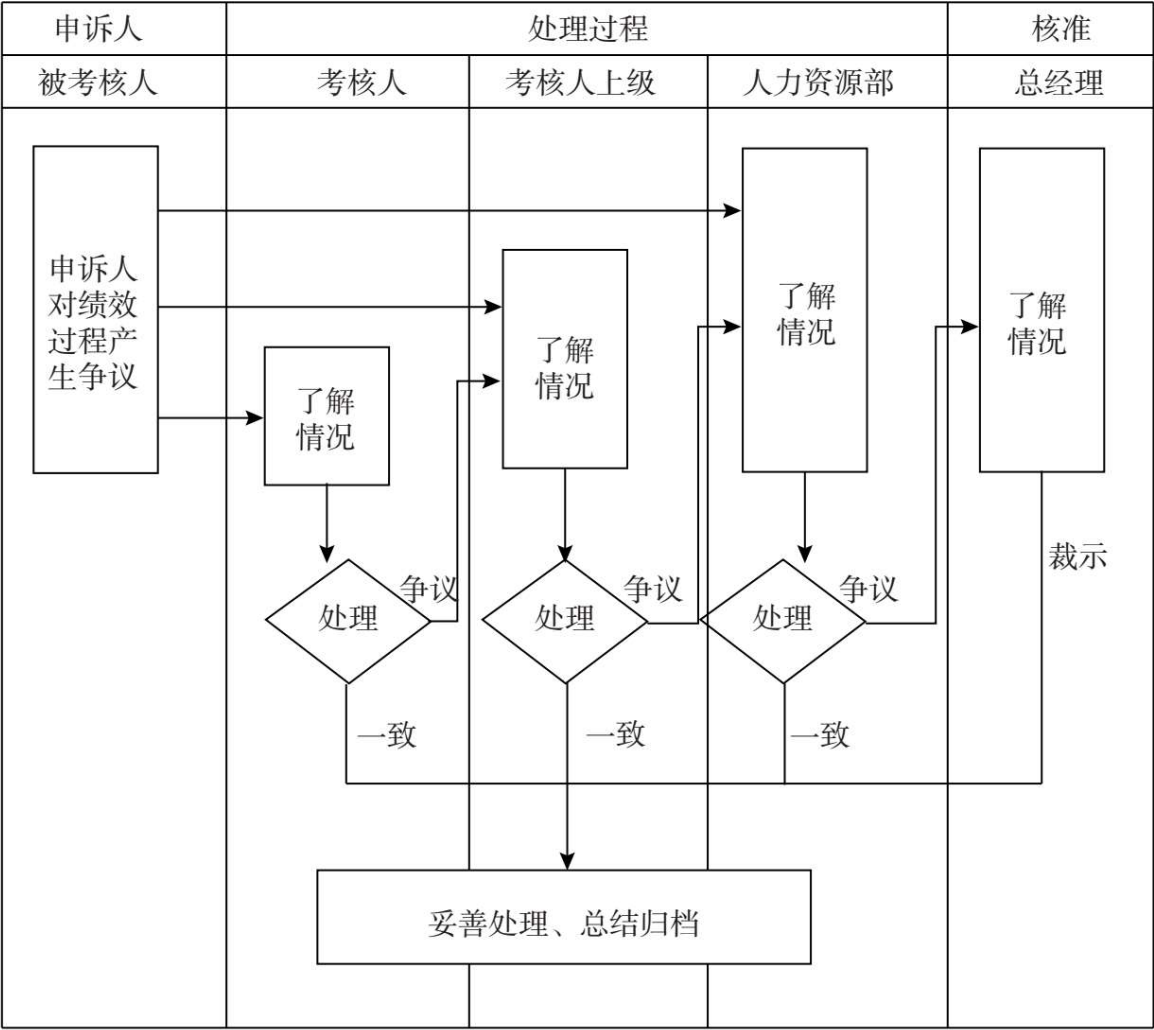 申诉人
处理过程
核准
被考核人
考核人
考核人上级
人力资源部
总经理
申诉人
对绩效
过程产
生争议
了解
情况
了解
情况
了解
情况
了解
情况
处理
争议
处理
争议
处理
争议
裁示
一致
一致
一致
妥善处理、总结归档